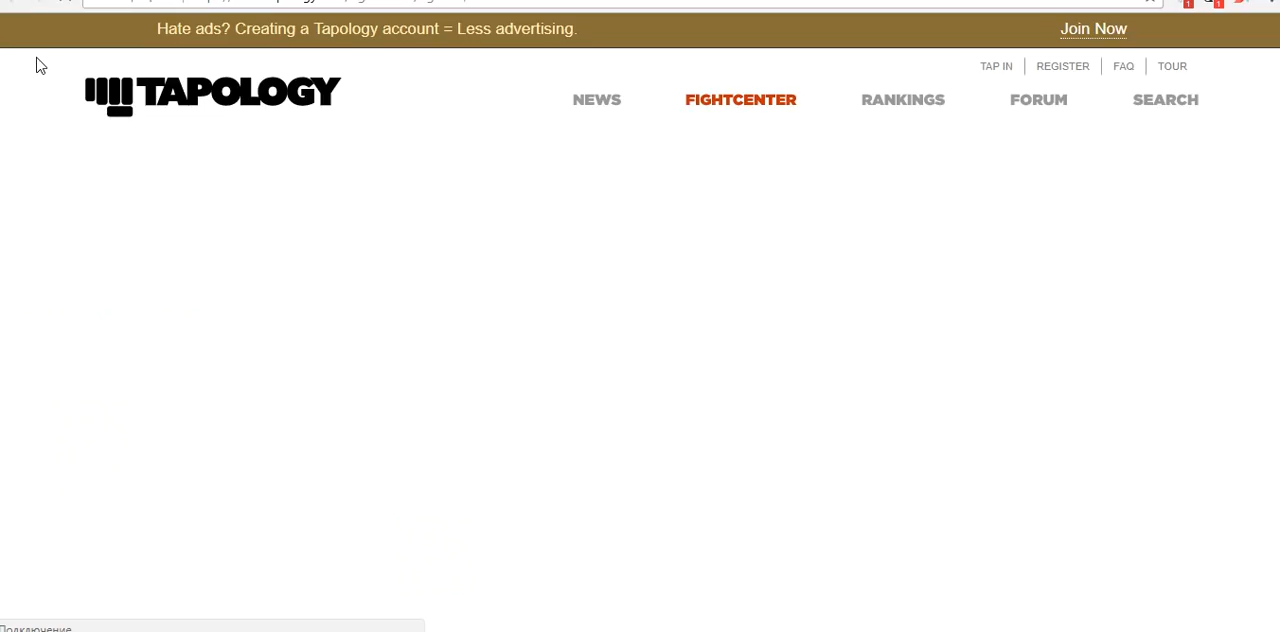 Hate ads? Creating a Tapology account = Less advertising.
Join Now
TAP IN
REGISTER
FAQ
TOUR
TAPOLOGY
NEWS
FIGHTCENTER
RANKINGS
FORUM
SEARCH
Подключение